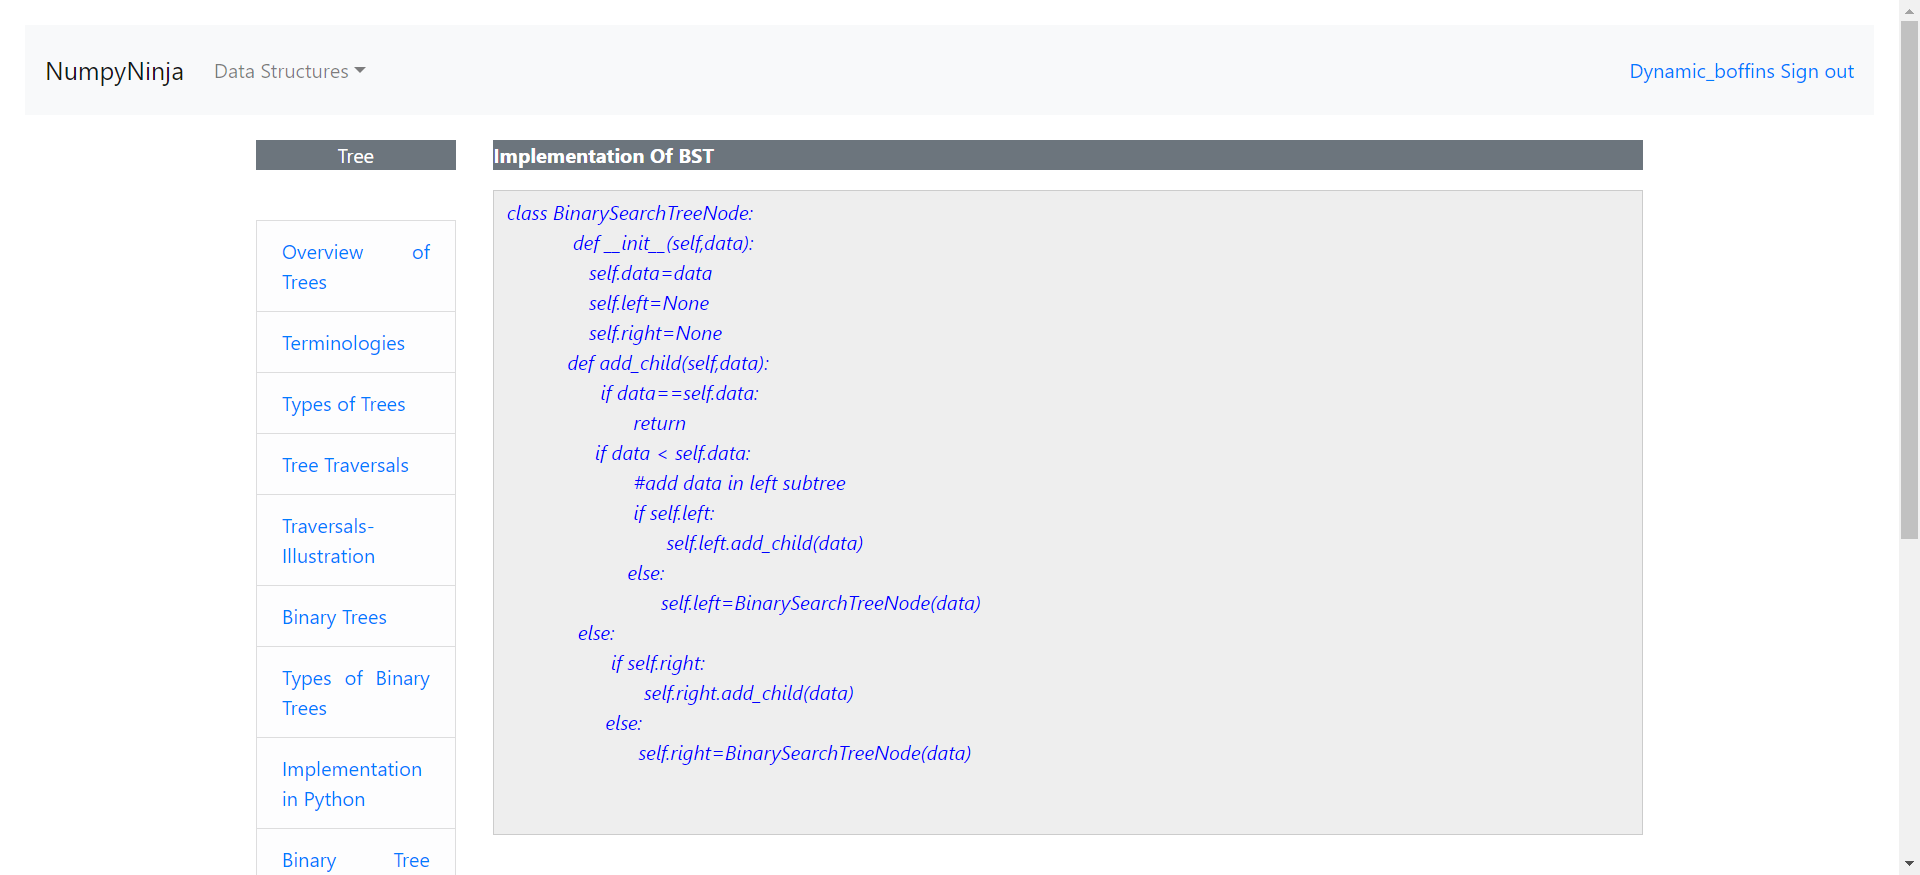 NumpyNinja Data Structures Dynamic_boffins Sign out
Tree
Overview of
Trees
Terminologies
Types of Trees
Tree Traversals
Traversals-
Illustration
Binary Trees
Types of Binary
Trees
Implementation
in Python
Binary Tree
Implementation Of BST
class BinarySearchTreeNode:
def __init__(self,data):
self.data=data
self.left=None
self.right=None
def add_child(self,data):
if data==self.data:
return
if data < self.data:
#add data in left subtree
if self.left:
self.left.add_child(data)
else:
self.left=BinarySearchTreeNode(data)
else:
if self.right:
self.right.add_child(data)
else:
self.right=BinarySearchTreeNode(data)